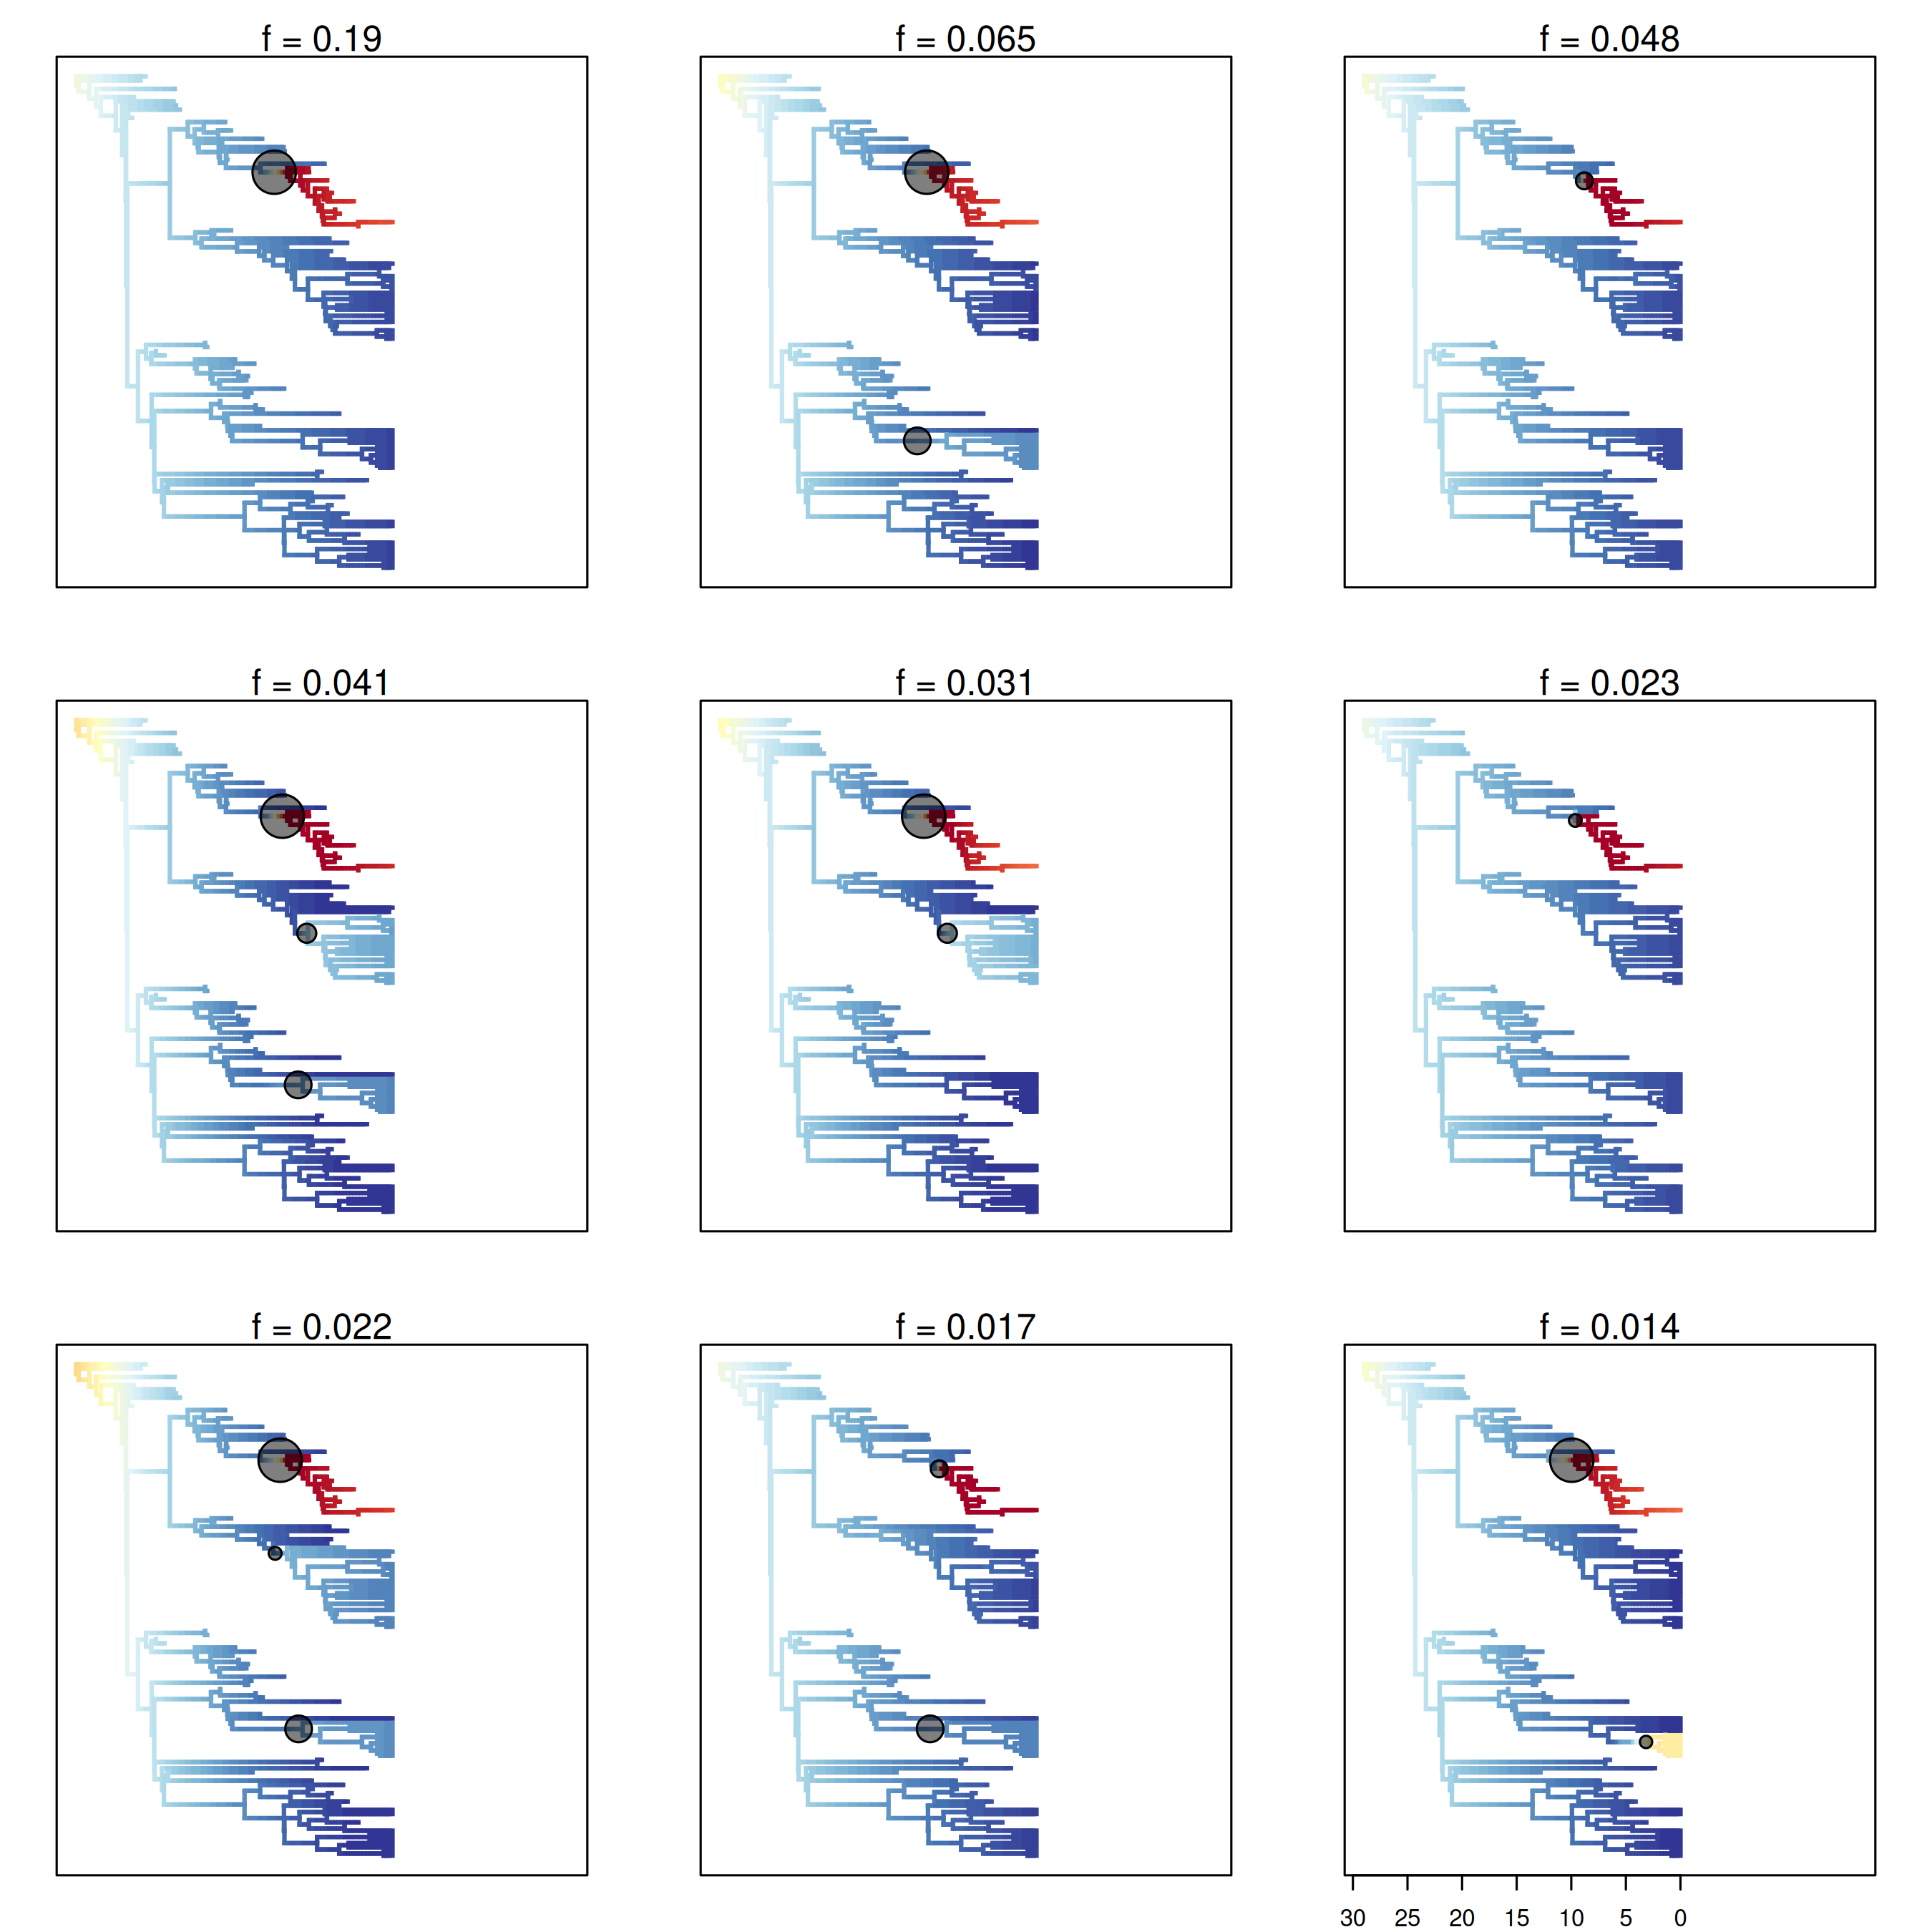 f = 0.19
f = 0.065
f = 0.048
f = 0.041
f = 0.031
f = 0.023
f = 0.022
f = 0.017
f = 0.014
30 25 20 15 10 5 0